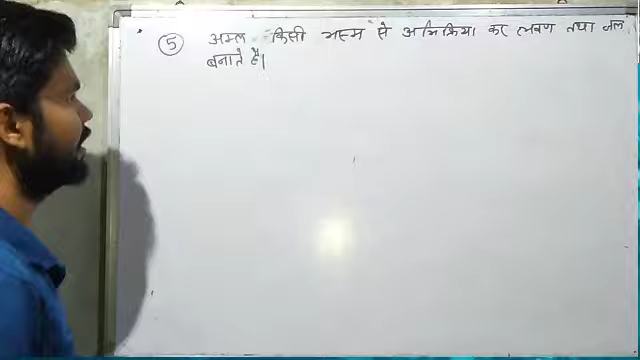 ⑤ अम्ल किसी भस्म से अभिक्रिया कर लवण तथा जल
बनाते है।